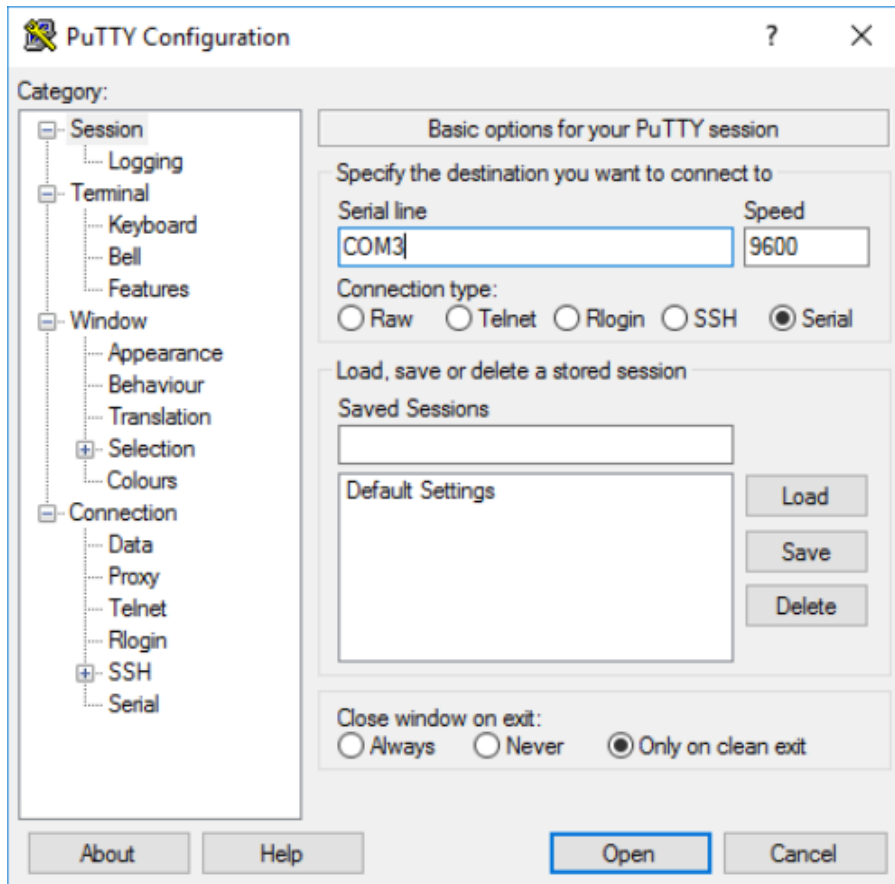 PuTTY Configuration ? ×
Category:
Session
Logging
Terminal
Keyboard
Bell
Features
Window
Appearance
Behaviour
Translation
Selection
Colours
Connection
Data
Proxy
Telnet
Rlogin
SSH
Serial
Basic options for your PuTTY session
Specify the destination you want to connect to
Serial line Speed
COM3 9600
Connection type:
Raw Telnet Rlogin SSH Serial
Load, save or delete a stored session
Saved Sessions
Default Settings
Load
Save
Delete
Close window on exit:
Always Never Only on clean exit
About Help Open Cancel